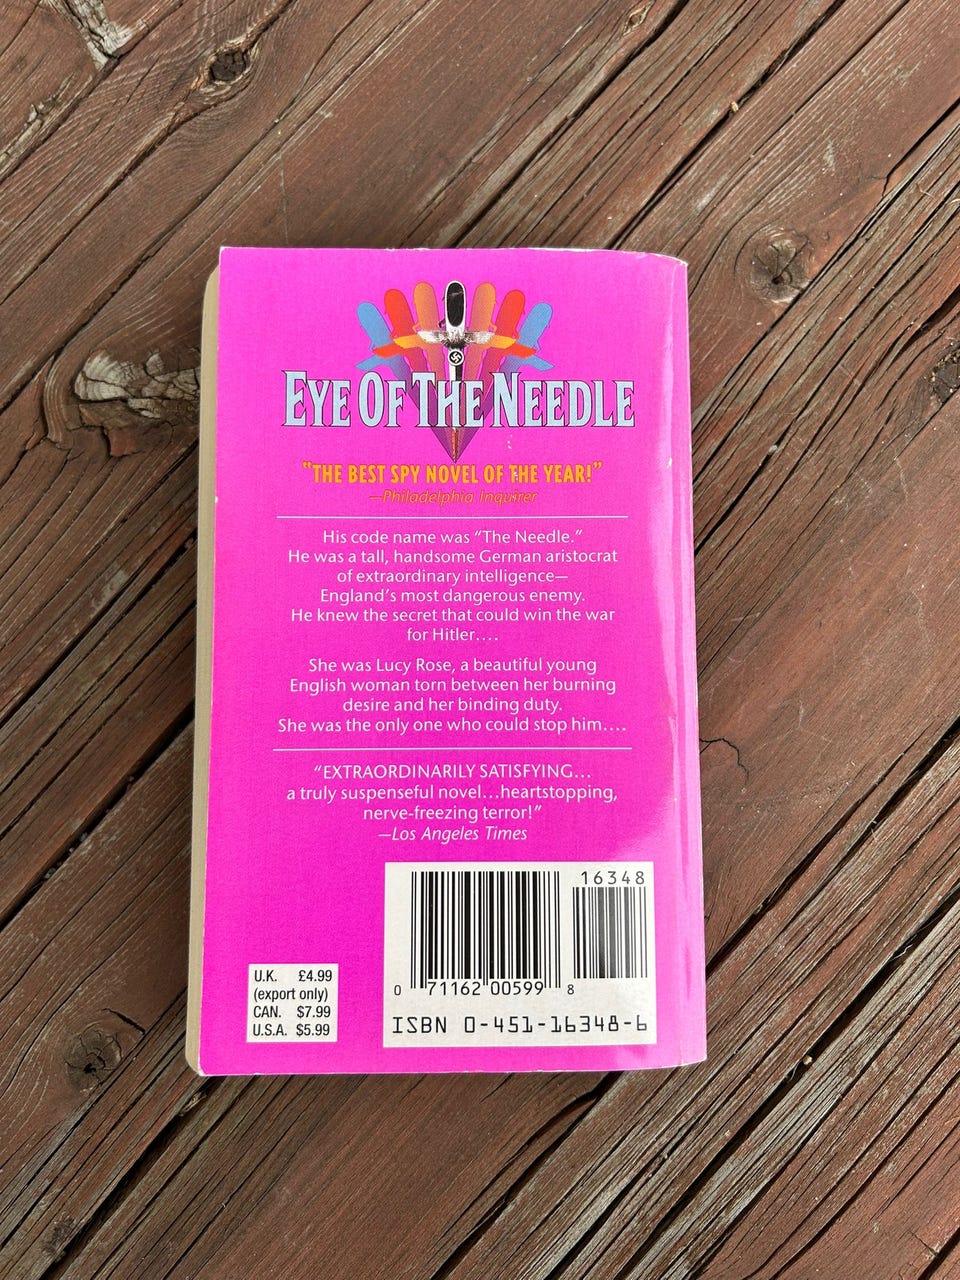 EYE OF THE NEEDLE
“THE BEST SPY NOVEL OF THE YEAR!”
—Philadelphia Inquirer
His code name was “The Needle.”
He was a tall, handsome German aristocrat
of extraordinary intelligence—
England’s most dangerous enemy.
He knew the secret that could win the war
for Hitler....
She was Lucy Rose, a beautiful young
English woman torn between her burning
desire and her binding duty.
She was the only one who could stop him....
“EXTRAORDINARILY SATISFYING...
a truly suspenseful novel...heartstopping,
nerve-freezing terror!”
—Los Angeles Times
16348
0 71162 00599 8
ISBN 0-451-16348-6
U.K. £4.99
(export only)
CAN. $7.99
U.S.A. $5.99